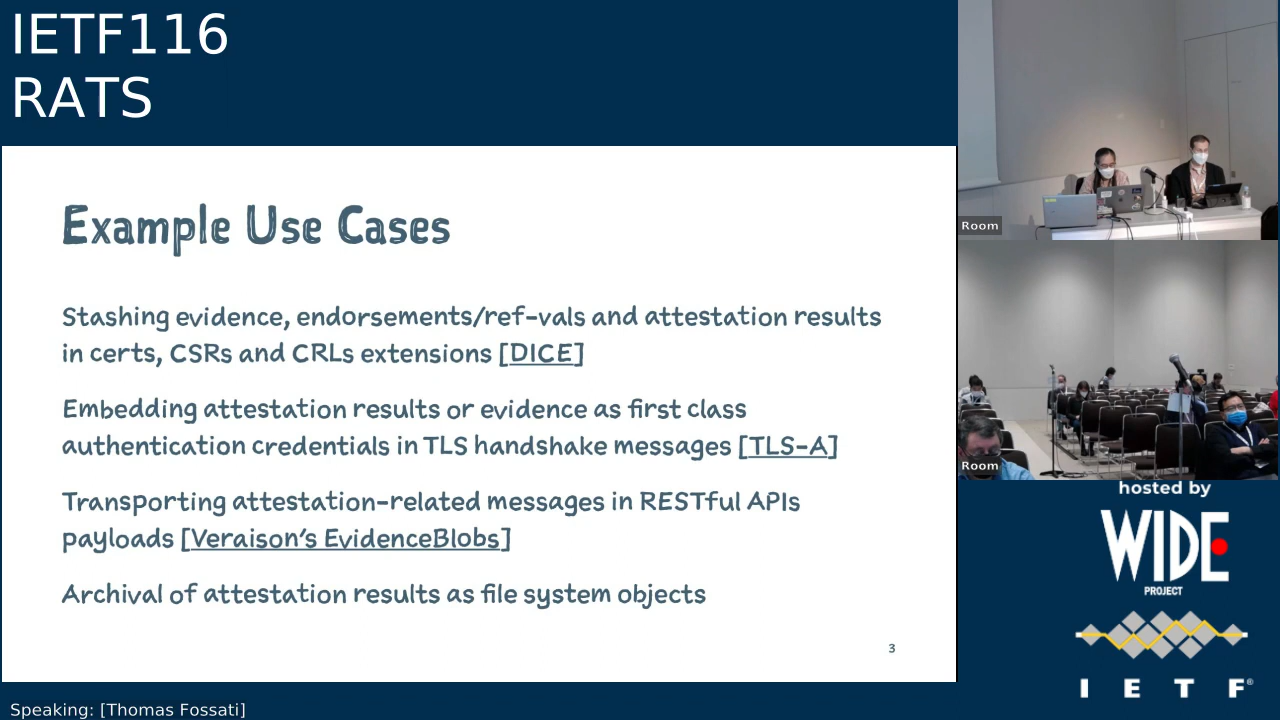 IETF116
RATS
Example Use Cases
Stashing evidence, endorsements/ref-vals and attestation results
in certs, CSRs and CRLs extensions [DICE]
Embedding attestation results or evidence as first class
authentication credentials in TLS handshake messages [TLS-A]
Transporting attestation-related messages in RESTful APIs
payloads [Veraison's EvidenceBlobs]
Archival of attestation results as file system objects
3
Speaking: [Thomas Fossati]
Room
Room
hosted by
WIDE
PROJECT
I E T F®